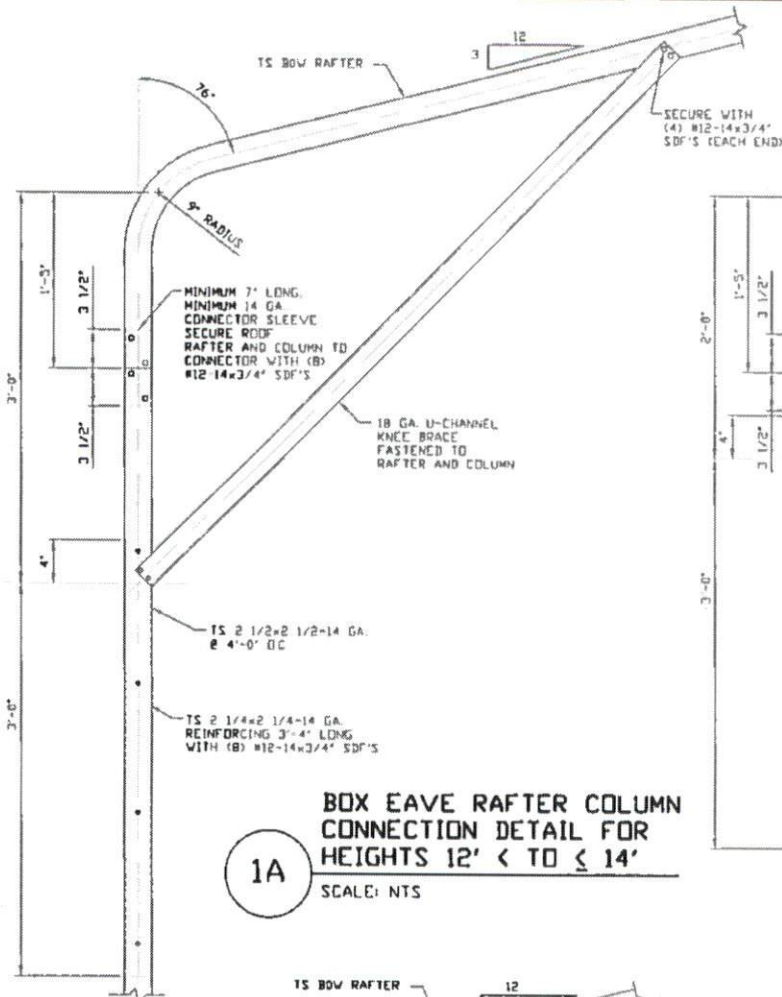 12
3
TS BOW RAFTER
76°
SECURE WITH
(4) #12-14x3/4"
SDF'S (EACH END)
9" RADIUS
1'-5"
3 1/2"
MINIMUM 7" LONG.
MINIMUM 14 GA.
CONNECTOR SLEEVE
SECURE ROOF
RAFTER AND COLUMN TO
CONNECTOR WITH (8)
#12-14x3/4" SDF'S
3'-0"
3 1/2"
18 GA. U-CHANNEL
KNEE BRACE
FASTENED TO
RAFTER AND COLUMN
1'-5"
3 1/2"
2'-8"
4"
3 1/2"
4"
3'-0"
TS 2 1/2x2 1/2-14 GA.
@ 4'-0" OC
3'-0"
TS 2 1/4x2 1/4-14 GA.
REINFORCING 3'-4" LONG
WITH (8) #12-14x3/4" SDF'S
1A
BOX EAVE RAFTER COLUMN
CONNECTION DETAIL FOR
HEIGHTS 12' < TO ≤ 14'
SCALE: NTS
TS BOW RAFTER
12